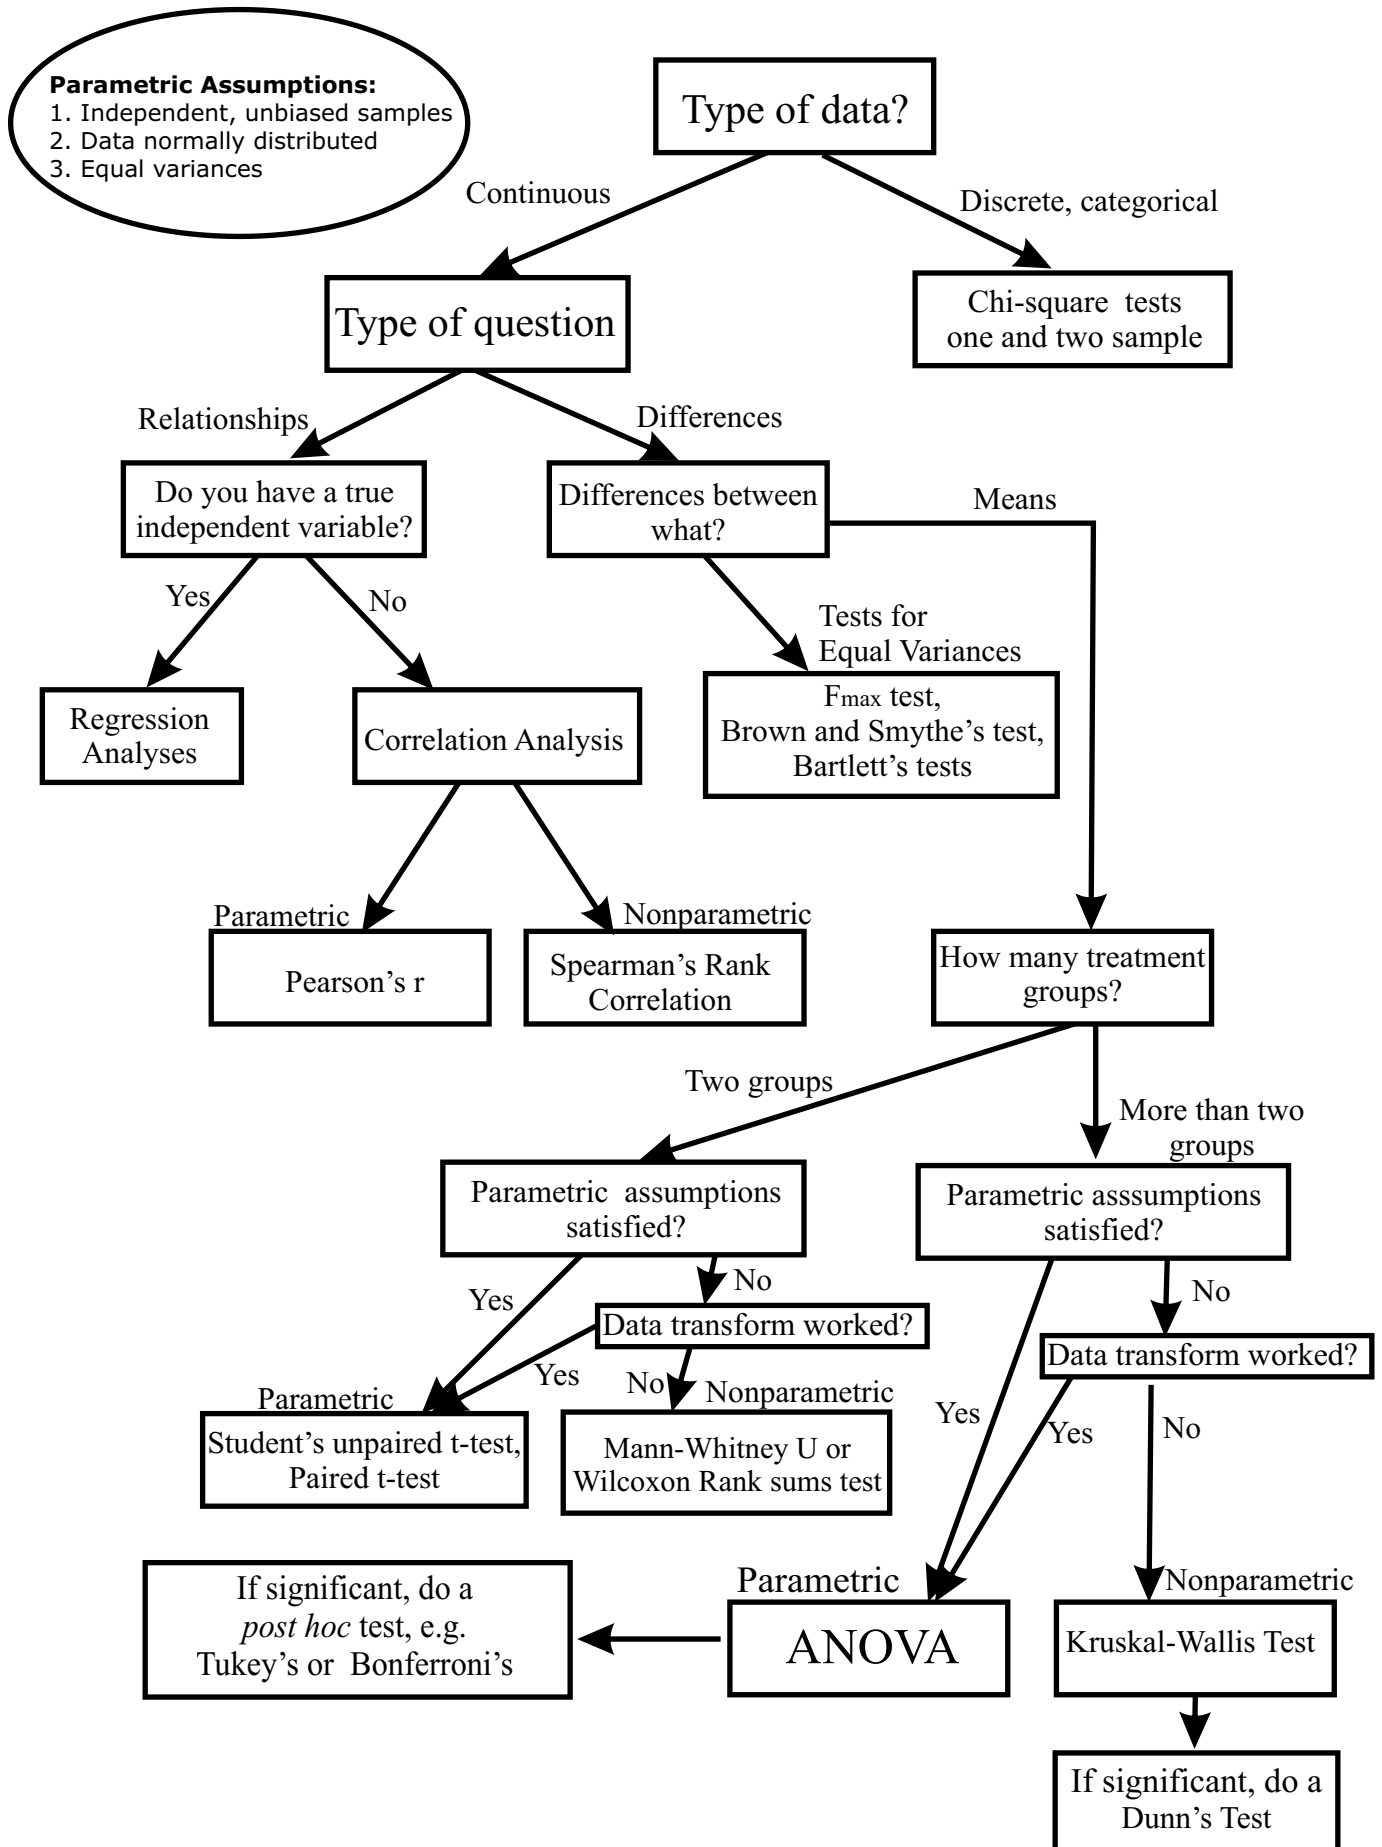 Parametric Assumptions:
1. Independent, unbiased samples
2. Data normally distributed
3. Equal variances
Type of data?
Continuous
Discrete, categorical
Type of question
Chi-square tests
one and two sample
Relationships
Differences
Do you have a true
independent variable?
Differences between
what?
Means
Yes
No
Tests for
Equal Variances
Regression
Analyses
Correlation Analysis
Fmax test,
Brown and Smythe’s test,
Bartlett’s tests
Parametric
Nonparametric
Pearson’s r
Spearman’s Rank
Correlation
How many treatment
groups?
Two groups
More than two
groups
Parametric assumptions
satisfied?
Parametric asssumptions
satisfied?
Yes
No
No
Data transform worked?
Data transform worked?
Yes
No
Parametric
Nonparametric
Yes
Yes
No
Student’s unpaired t-test,
Paired t-test
Mann-Whitney U or
Wilcoxon Rank sums test
If significant, do a
post hoc test, e.g.
Tukey’s or Bonferroni’s
Parametric
Nonparametric
ANOVA
Kruskal-Wallis Test
If significant, do a
Dunn’s Test